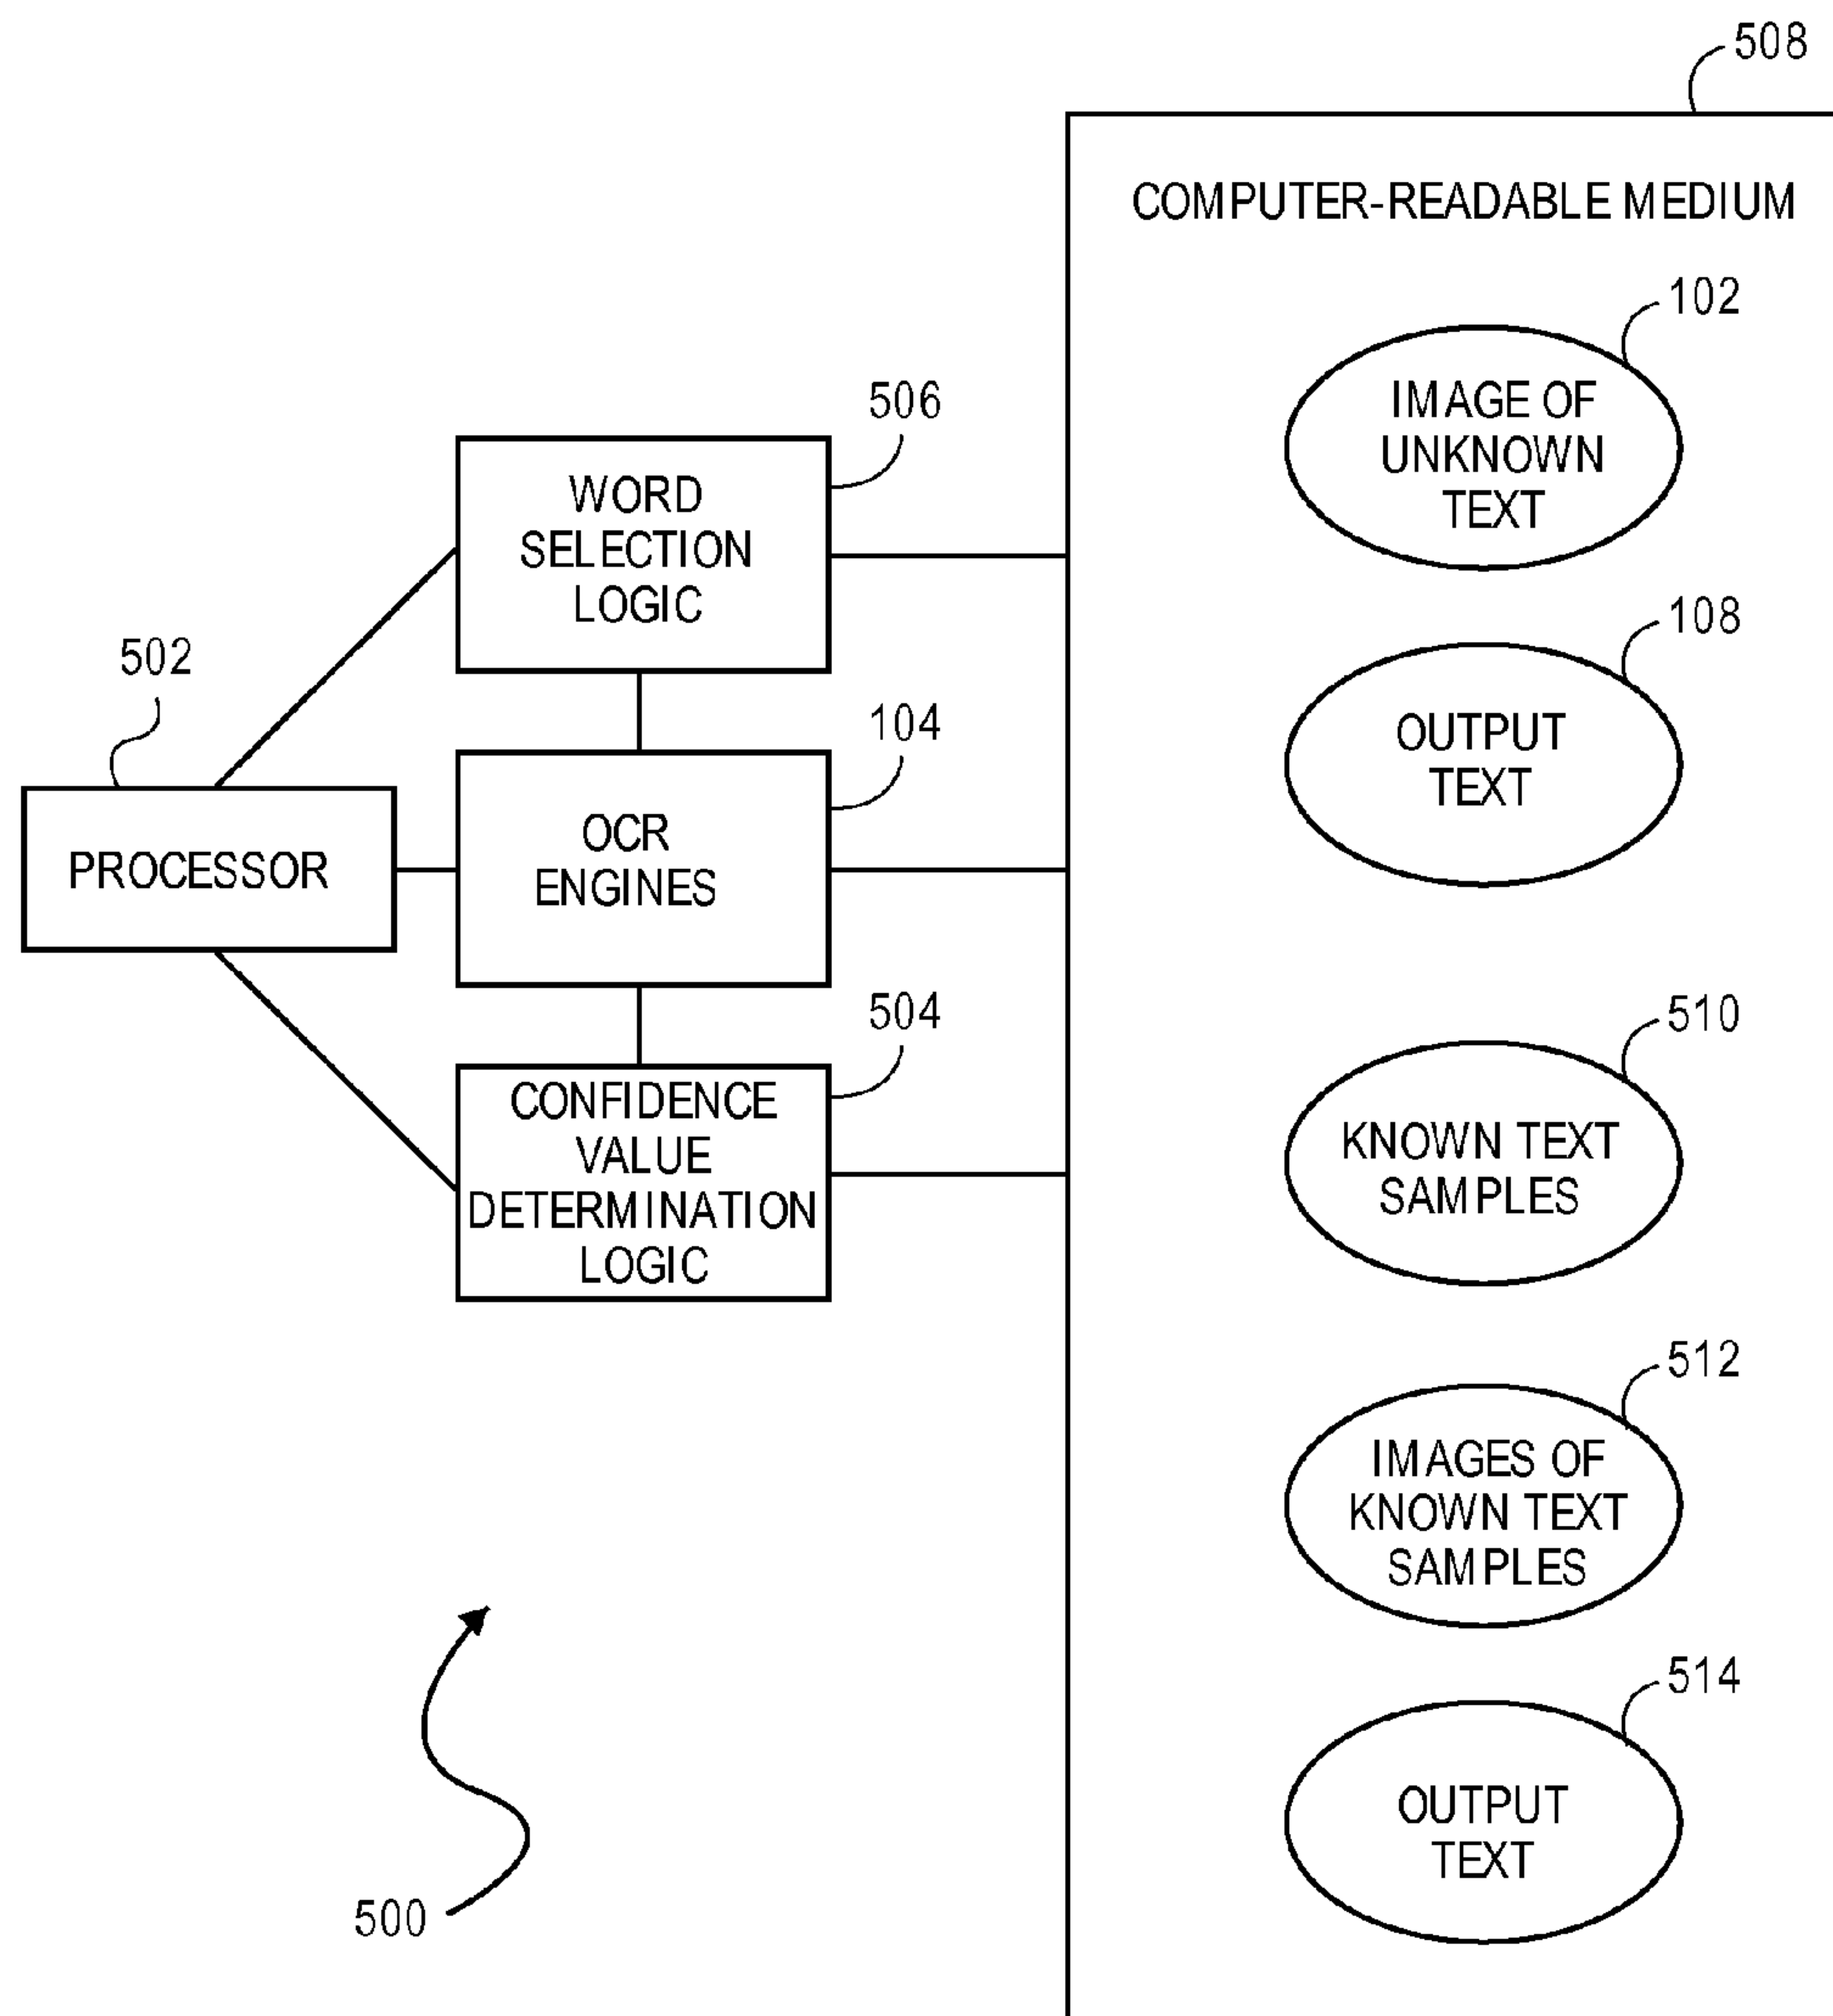 508
COMPUTER-READABLE MEDIUM
102
IMAGE OF
UNKNOWN
TEXT
506
WORD
SELECTION
LOGIC
108
OUTPUT
TEXT
502
PROCESSOR
104
OCR
ENGINES
504
CONFIDENCE
VALUE
DETERMINATION
LOGIC
510
KNOWN TEXT
SAMPLES
512
IMAGES OF
KNOWN TEXT
SAMPLES
514
OUTPUT
TEXT
500